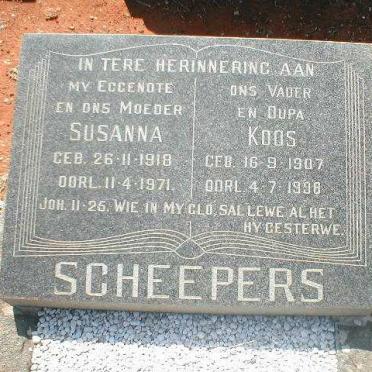 IN TERE HERINNERING AAN
MY EGGENOTE
EN ONS MOEDER
SUSANNA
GEB. 26·11·1918
OORL. 11·4·1971.
ONS VADER
EN OUPA
KOOS
GEB. 16·9·1907
OORL. 4·7·1998
JOH. 11·25. WIE IN MY GLO, SAL LEWE AL HET
HY GESTERWE.
SCHEEPERS